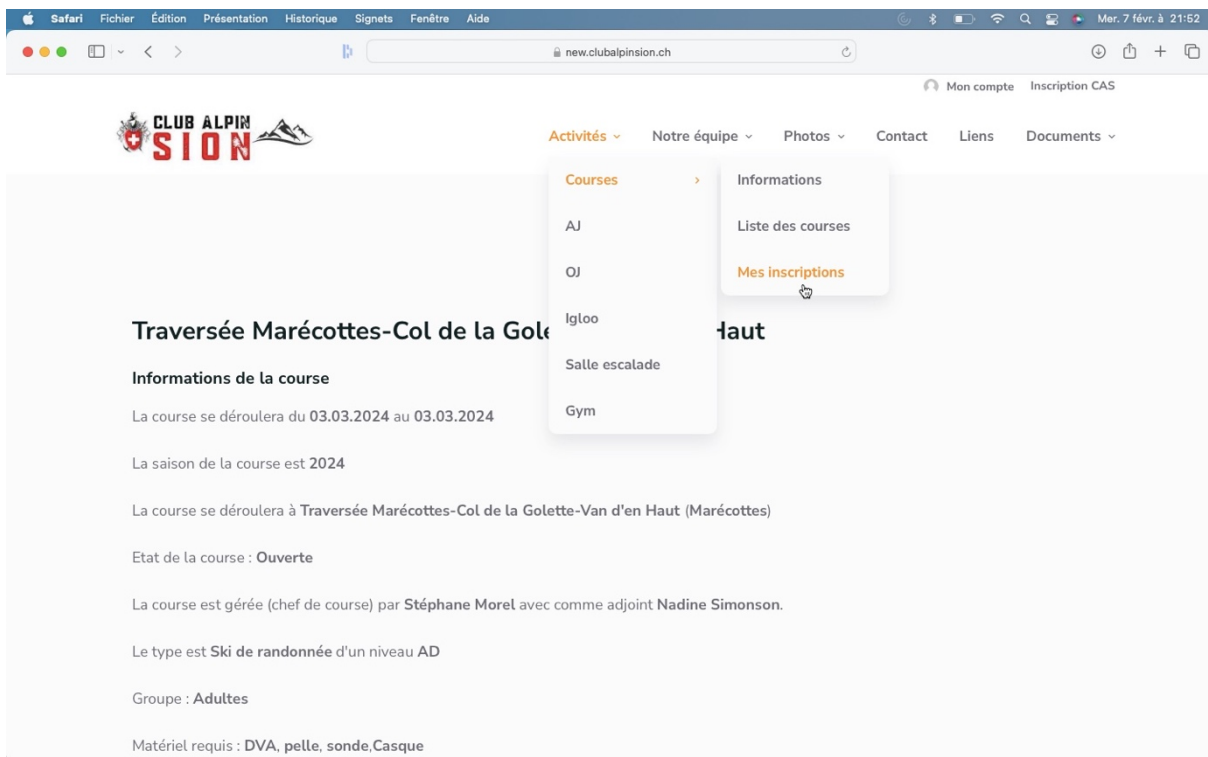 Safari Fichier Édition Présentation Historique Signets Fenêtre Aide Mer. 7 févr. à 21:52
new.clubalpinsion.ch
Mon compte Inscription CAS
CLUB ALPIN
SION
Activités Notre équipe Photos Contact Liens Documents
Courses Informations
AJ Liste des courses
OJ Mes inscriptions
Igloo
Traversée Marécottes-Col de la Gole Haut
Salle escalade
Informations de la course
Gym
La course se déroulera du 03.03.2024 au 03.03.2024
La saison de la course est 2024
La course se déroulera à Traversée Marécottes-Col de la Golette-Van d'en Haut (Marécottes)
Etat de la course : Ouverte
La course est gérée (chef de course) par Stéphane Morel avec comme adjoint Nadine Simonson.
Le type est Ski de randonnée d'un niveau AD
Groupe : Adultes
Matériel requis : DVA, pelle, sonde,Casque